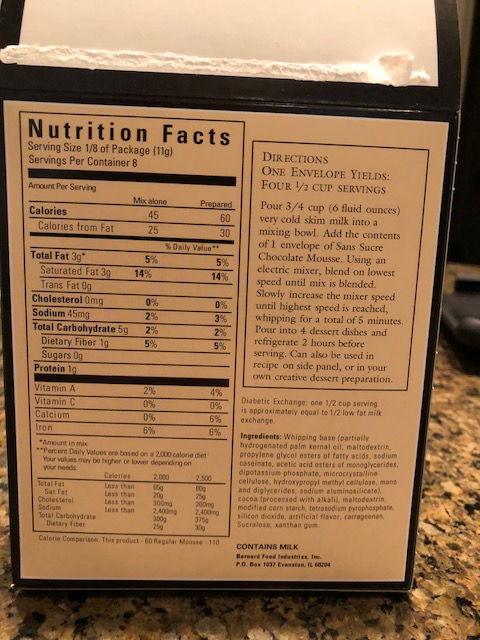 Nutrition Facts
Serving Size 1/8 of Package (11g)
Servings Per Container 8
Amount Per Serving
Mix alone Prepared
Calories 45 60
Calories from Fat 25 30
% Daily Value**
Total Fat 3g* 5% 5%
Saturated Fat 3g 14% 14%
Trans Fat 0g
Cholesterol 0mg 0% 0%
Sodium 45mg 2% 3%
Total Carbohydrate 5g 2% 2%
Dietary Fiber 1g 5% 5%
Sugars 0g
Protein 1g
Vitamin A 2% 4%
Vitamin C 0% 0%
Calcium 0% 6%
Iron 6% 6%
*Amount in mix
**Percent Daily Values are based on a 2,000 calorie diet
Your values may be higher or lower depending on
your needs:
Calories 2,000 2,500
Total Fat Less than 65g 80g
Sat Fat Less than 20g 25g
Cholesterol Less than 300mg 300mg
Sodium Less than 2,400mg 2,400mg
Total Carbohydrate 300g 375g
Dietary Fiber 25g 30g
Calorie Comparison: This product - 60 Regular Mousse - 110
DIRECTIONS
ONE ENVELOPE YIELDS:
FOUR 1/2 CUP SERVINGS
Pour 3/4 cup (6 fluid ounces)
very cold skim milk into a
mixing bowl. Add the contents
of 1 envelope of Sans Sucre
Chocolate Mousse. Using an
electric mixer, blend on lowest
speed until mix is blended.
Slowly increase the mixer speed
until highest speed is reached,
whipping for a total of 5 minutes.
Pour into 4 dessert dishes and
refrigerate 2 hours before
serving. Can also be used in
recipe on side panel, or in your
own creative dessert preparation.
Diabetic Exchange: one 1/2 cup serving
is approximately equal to 1/2 low fat milk
exchange.
Ingredients: Whipping base (partially
hydrogenated palm kernal oil, maltodextrin,
propylene glycol esters of fatty acids, sodium
caseinate, acetic acid esters of monoglycerides,
dipotassium phosphate, microcrystalline
cellulose, hydroxypropyl methyl cellulose, mono
and diglycerides, sodium aluminosilicate),
cocoa (processed with alkali), maltodextrin,
modified corn starch, tetrasodium pyrophosphate,
silicon dioxide, artificial flavor, carrageenan,
Sucralose, xanthan gum.
CONTAINS MILK
Bernard Food Industries, Inc.
P.O. Box 1037 Evanston, IL 60204